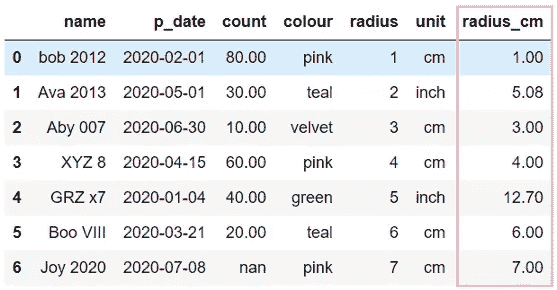 name p_date count colour radius unit radius_cm
0 bob 2012 2020-02-01 80.00 pink 1 cm 1.00
1 Ava 2013 2020-05-01 30.00 teal 2 inch 5.08
2 Aby 007 2020-06-30 10.00 velvet 3 cm 3.00
3 XYZ 8 2020-04-15 60.00 pink 4 cm 4.00
4 GRZ x7 2020-01-04 40.00 green 5 inch 12.70
5 Boo VIII 2020-03-21 20.00 teal 6 cm 6.00
6 Joy 2020 2020-07-08 nan pink 7 cm 7.00